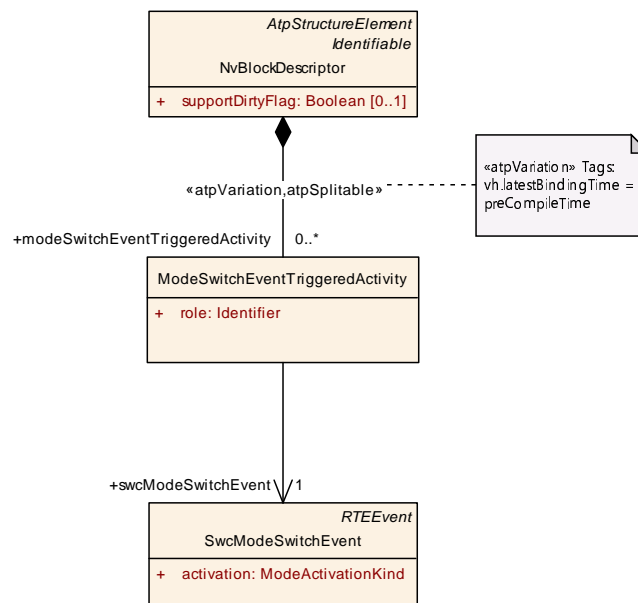 AtpStructureElement
Identifiable
NvBlockDescriptor
+ supportDirtyFlag: Boolean [0..1]
«atpVariation,atpSplitable»
«atpVariation» Tags:
vh.latestBindingTime =
preCompileTime
+modeSwitchEventTriggeredActivity 0..*
ModeSwitchEventTriggeredActivity
+ role: Identifier
+swcModeSwitchEvent 1
RTEEvent
SwcModeSwitchEvent
+ activation: ModeActivationKind